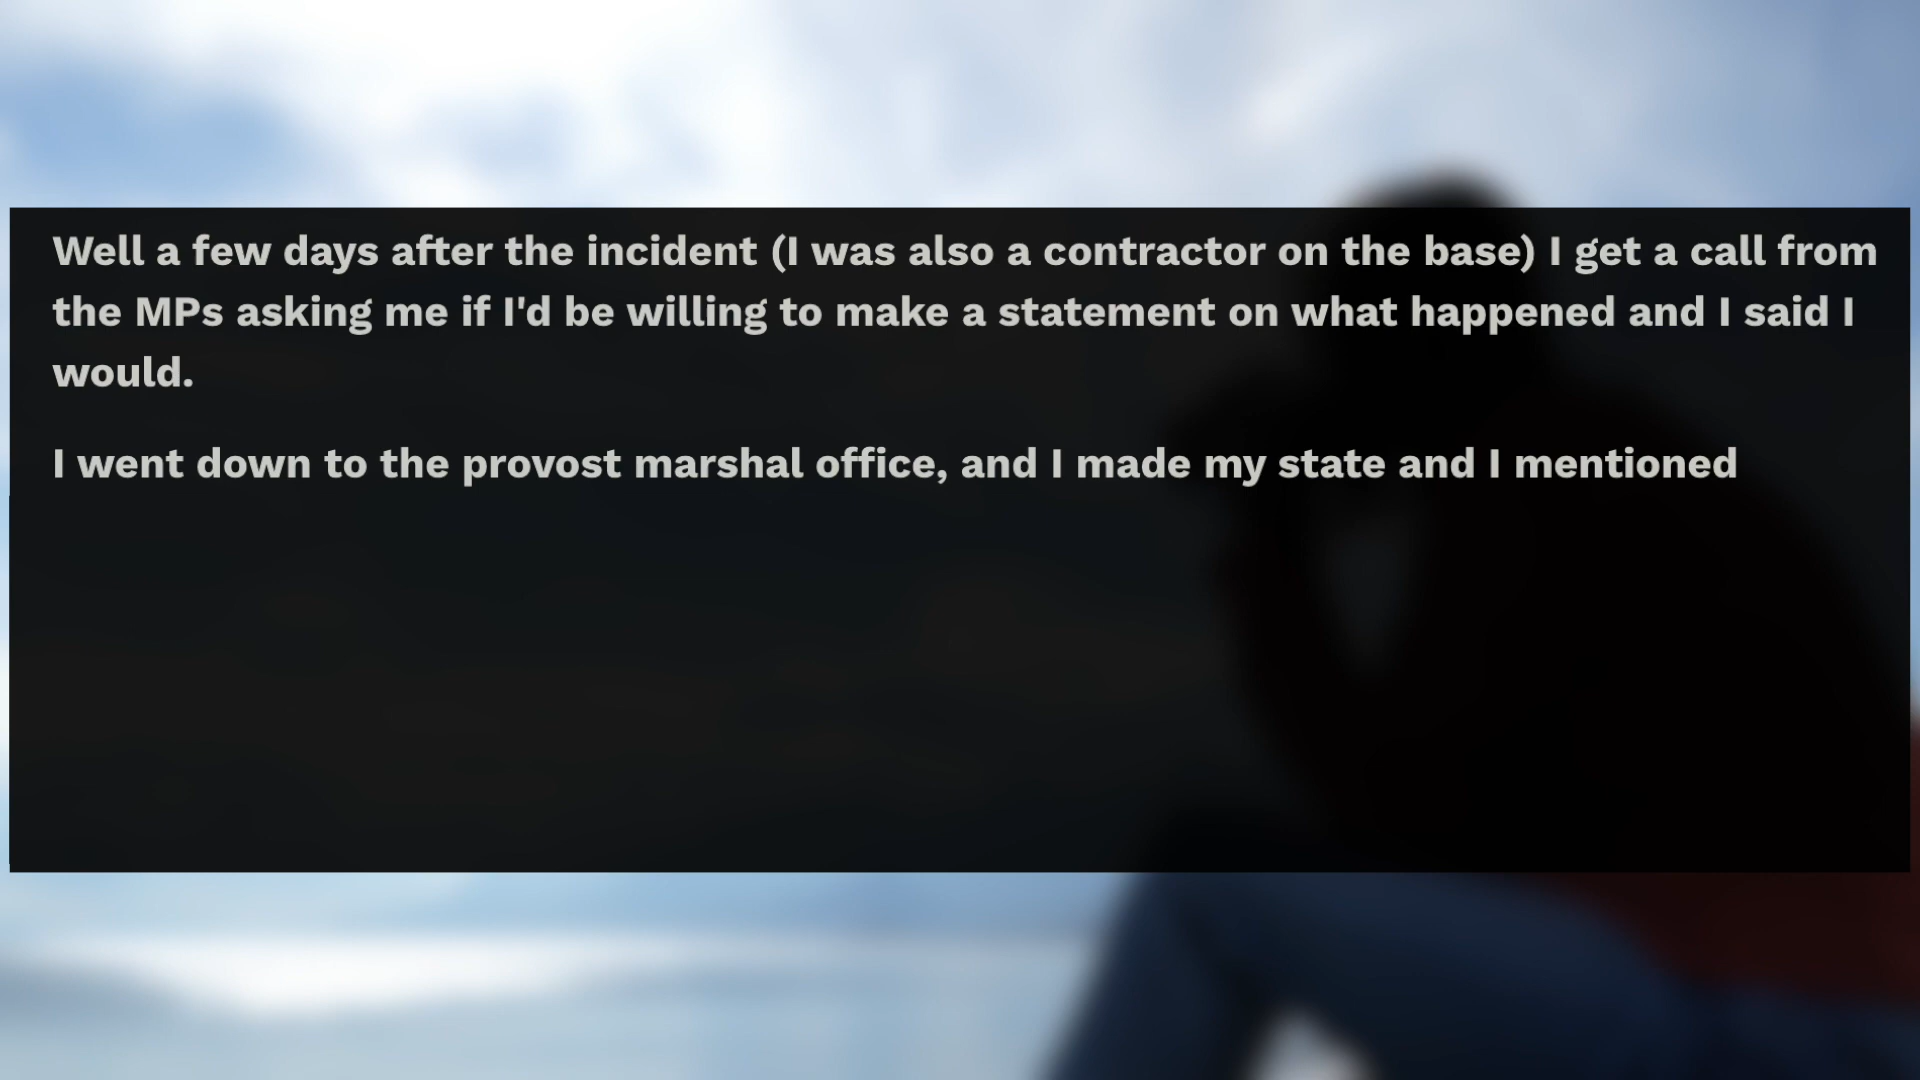 Well a few days after the incident (I was also a contractor on the base) I get a call from
the MPs asking me if I'd be willing to make a statement on what happened and I said I
would.
I went down to the provost marshal office, and I made my state and I mentioned